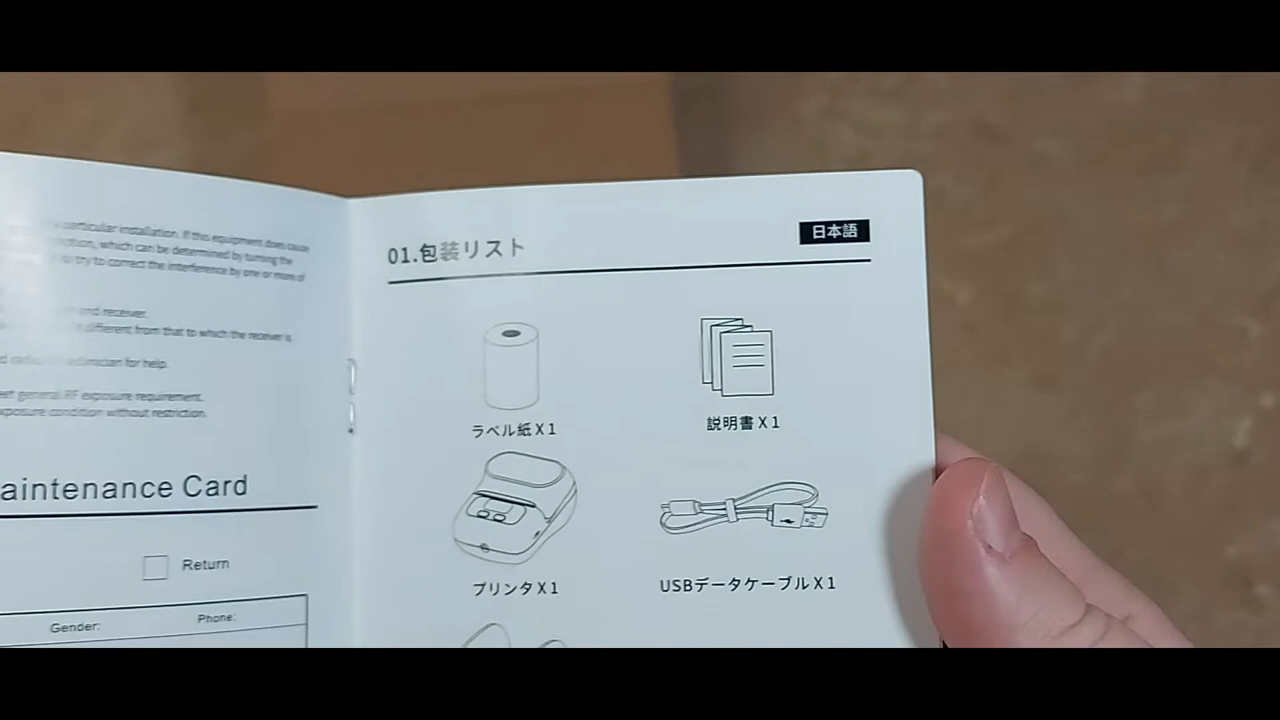 particular installation. If this equipment does cause
which can be determined by turning the
to try to correct the interference by one or more of
and receiver.
different from that to which the receiver is
technician for help.
general RF exposure requirement.
exposure condition without restriction.
aintenance Card
Return
Gender:
Phone:
01.包装リスト
日本語
ラベル紙 X 1
説明書 X 1
プリンタ X 1
USBデータケーブル X 1